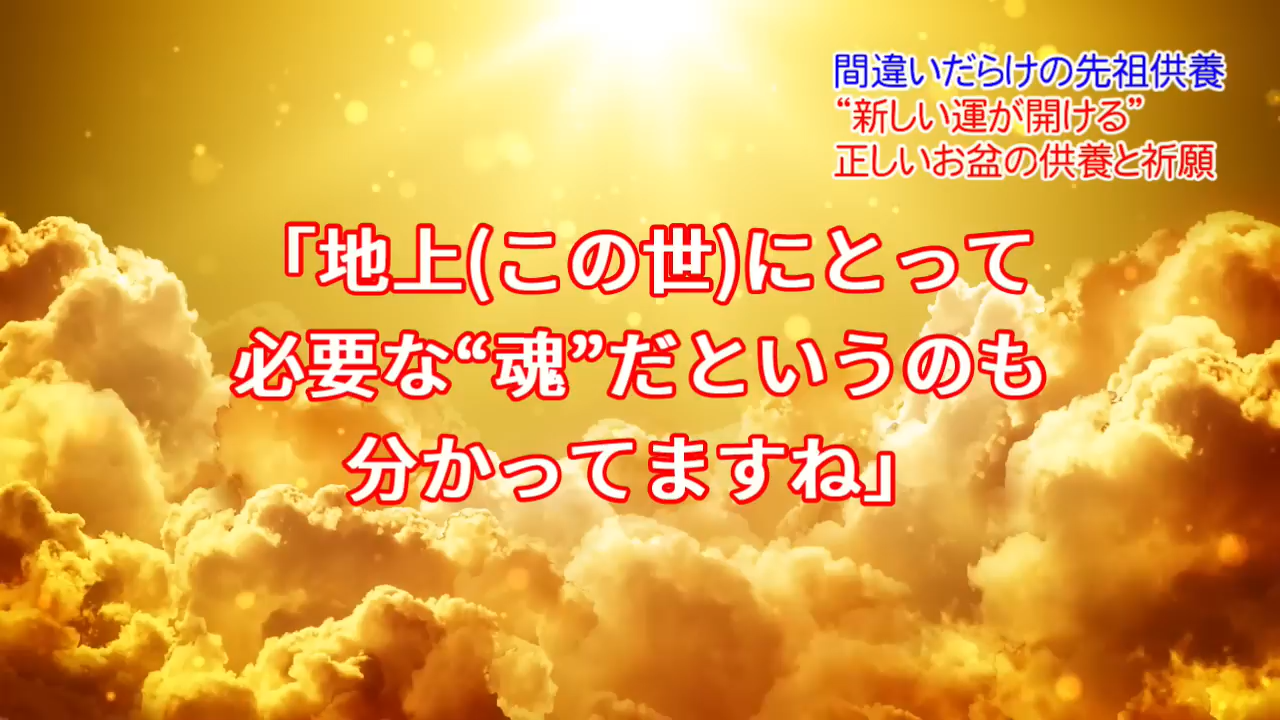 間違いだらけの先祖供養
“新しい運が開ける”
正しいお盆の供養と祈願
「地上(この世)にとって
必要な“魂”だというのも
分かってますね」